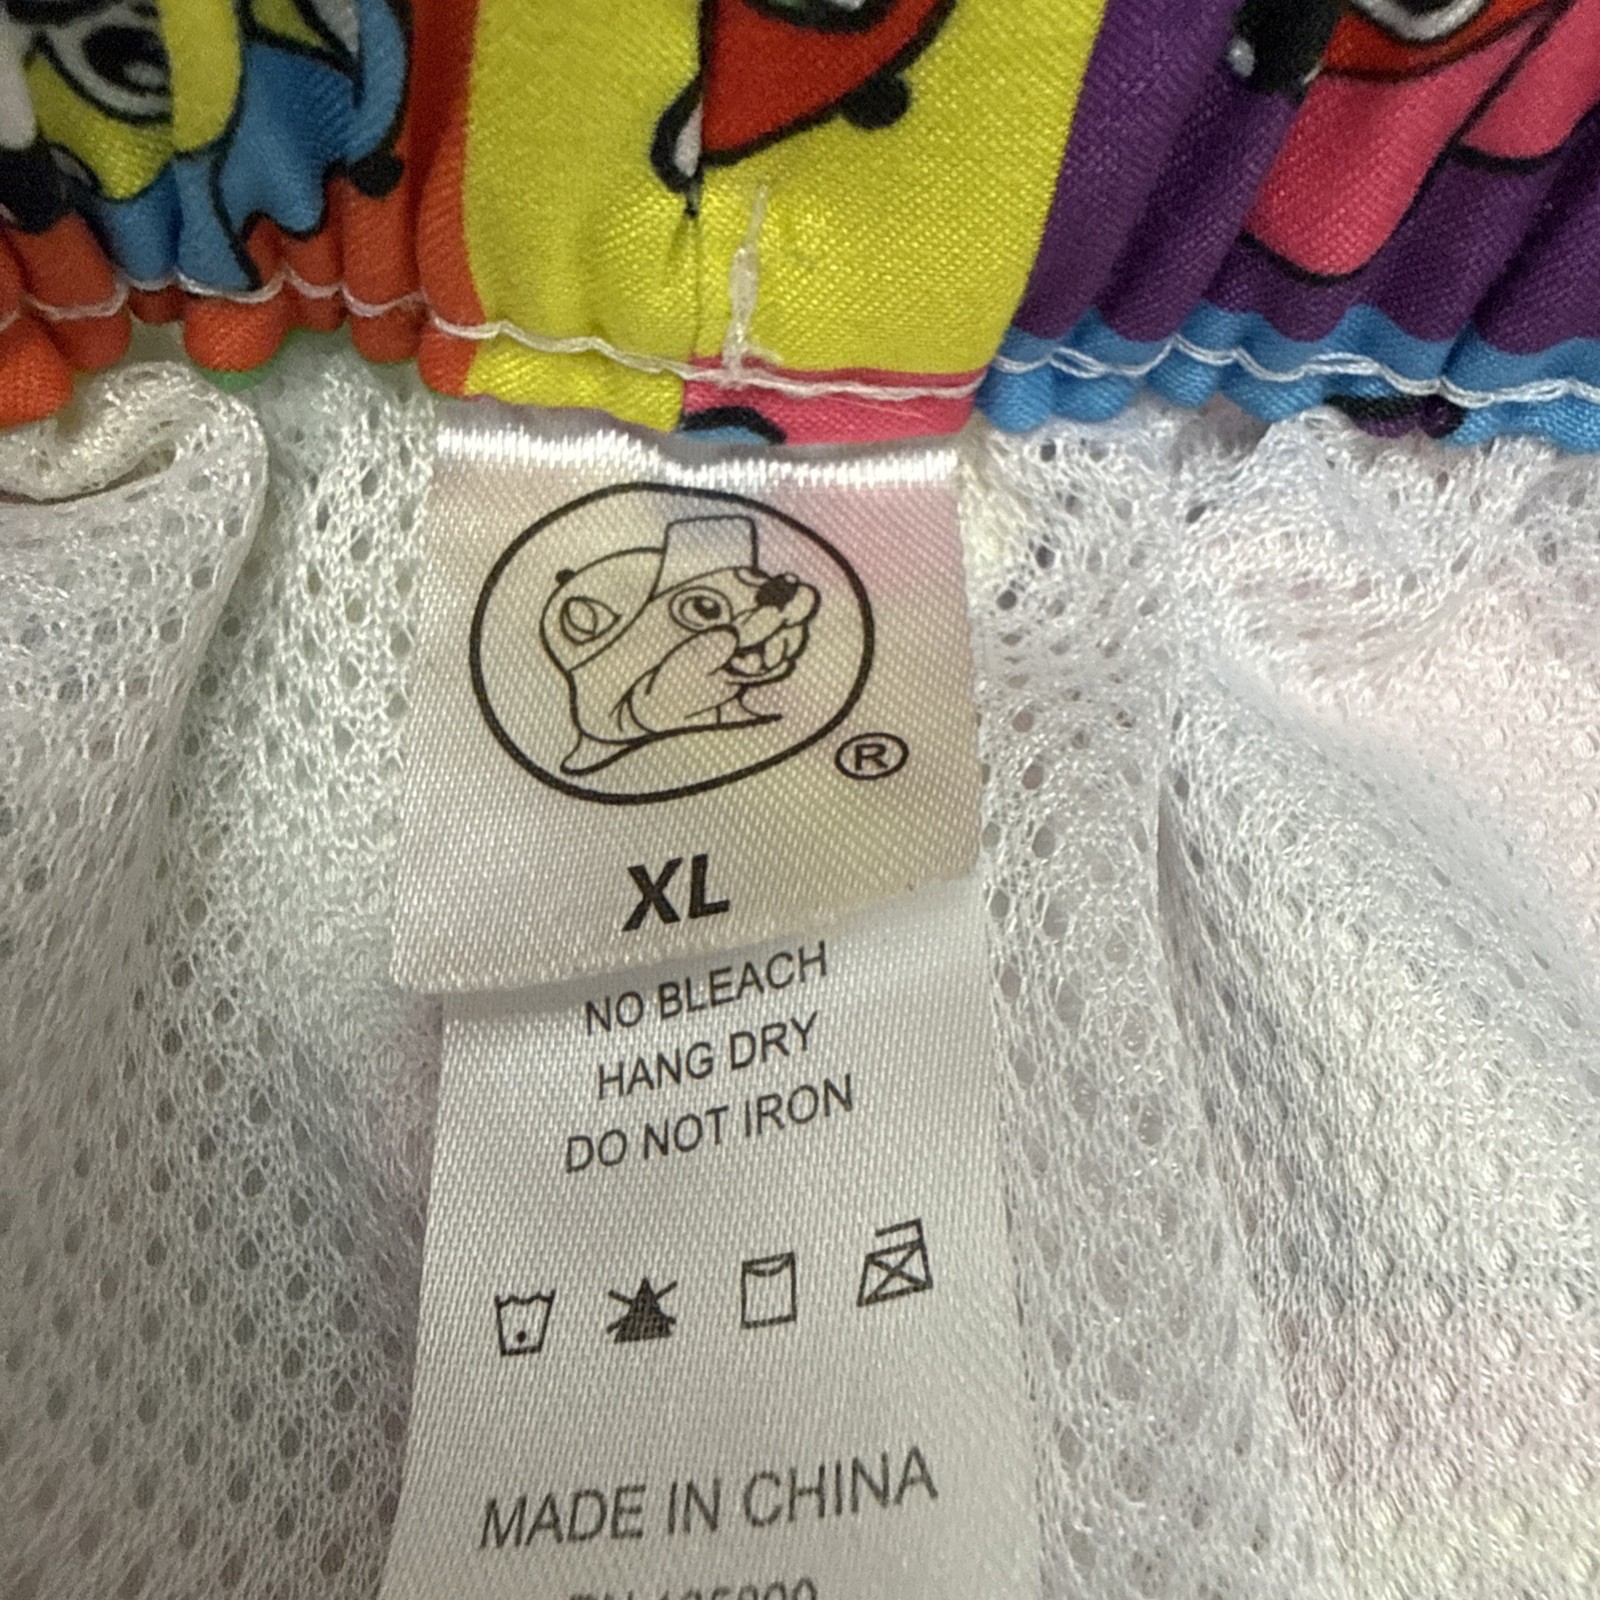 ®
XL
NO BLEACH
HANG DRY
DO NOT IRON
MADE IN CHINA